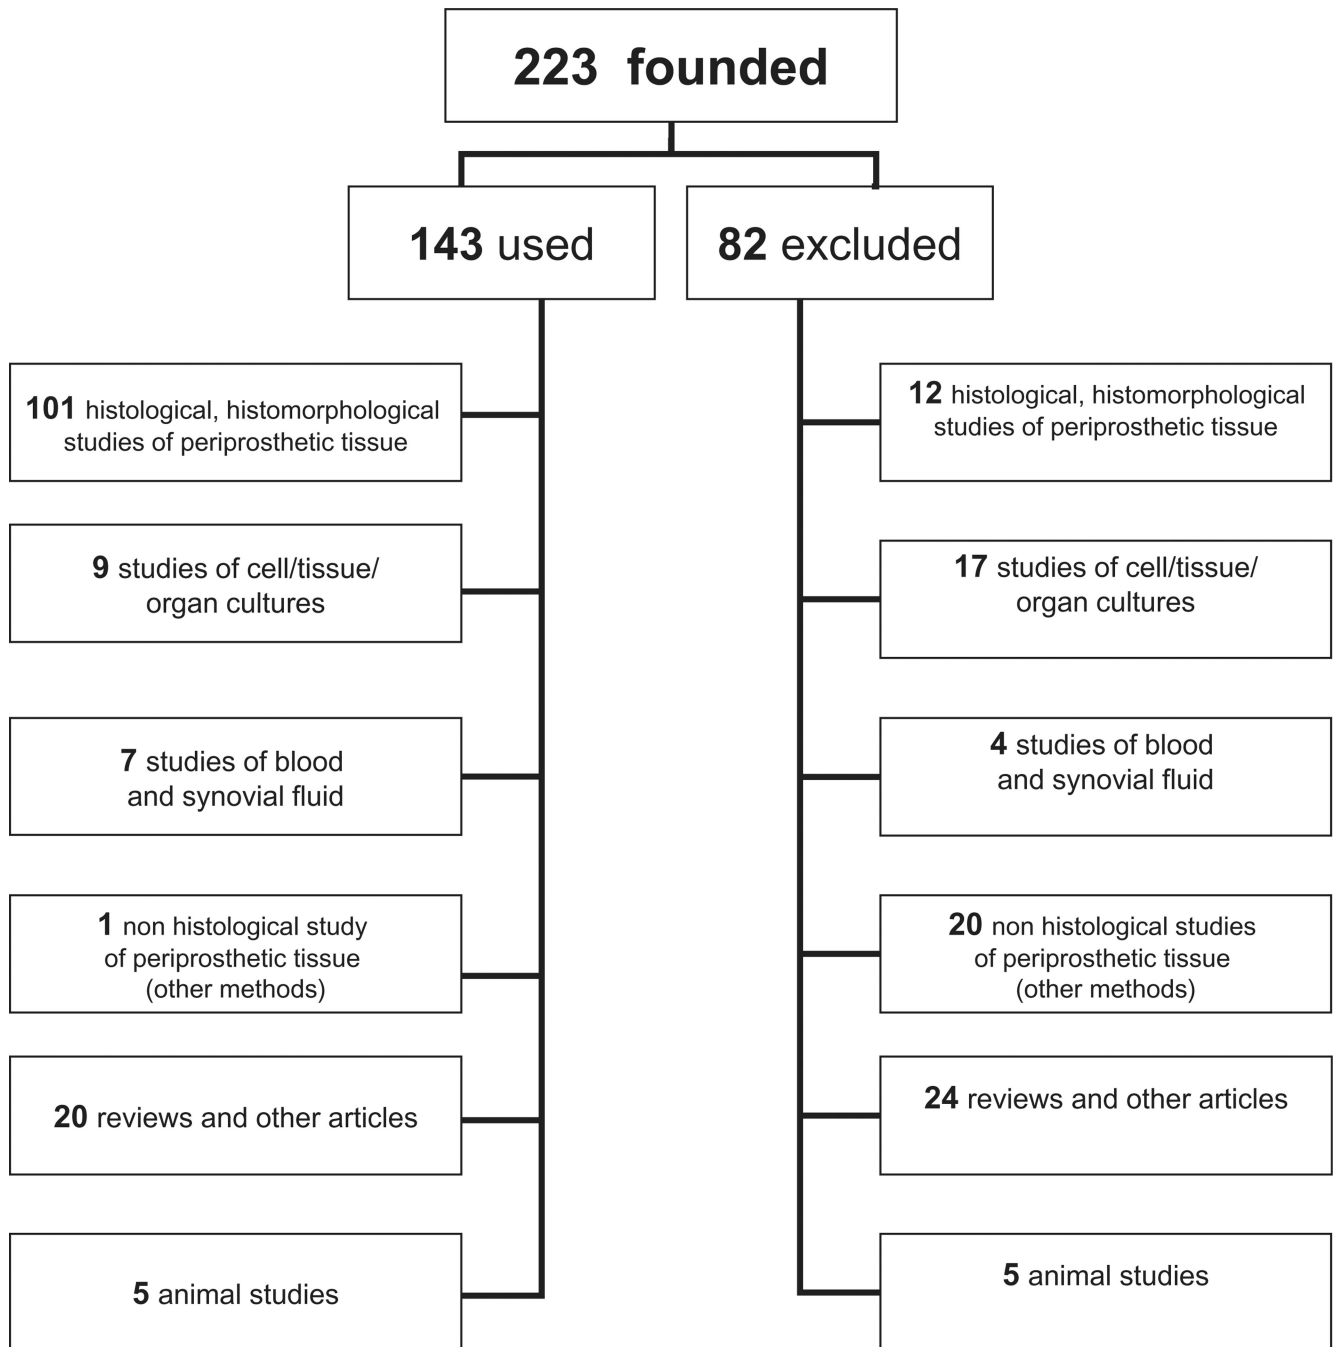 223 founded
143 used
82 excluded
101 histological, histomorphological
studies of periprosthetic tissue
9 studies of cell/tissue/
organ cultures
7 studies of blood
and synovial fluid
1 non histological study
of periprosthetic tissue
(other methods)
20 reviews and other articles
5 animal studies
12 histological, histomorphological
studies of periprosthetic tissue
17 studies of cell/tissue/
organ cultures
4 studies of blood
and synovial fluid
20 non histological studies
of periprosthetic tissue
(other methods)
24 reviews and other articles
5 animal studies